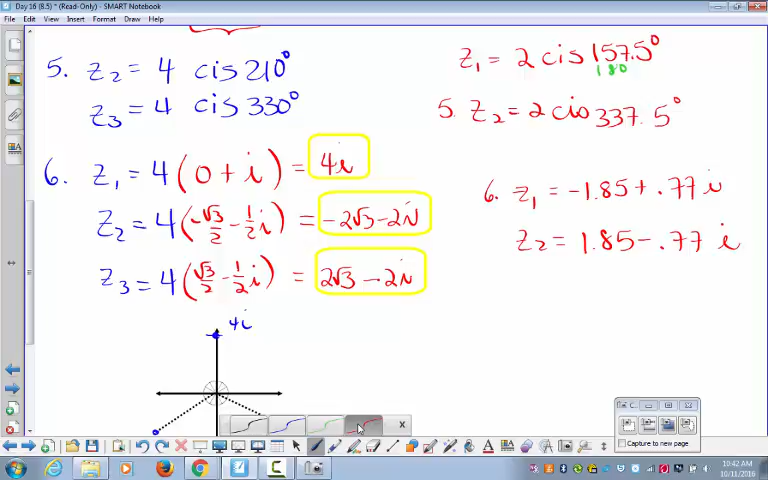 Day 16 (8.5) * (Read-Only) - SMART Notebook
File Edit View Insert Format Tools Add-ons Draw Help
5. z₂ = 4 cis 210°
z₃ = 4 cis 330°
6. z₁ = 4(0 + i) = 4i
z₂ = 4(-√3/2 - 1/2 i) = -2√3 - 2i
z₃ = 4(√3/2 - 1/2 i) = 2√3 - 2i
4i
z₁ = 2 cis 157.5°
180
5. z₂ = 2 cis 337.5°
6. z₁ = -1.85 + .77 i
z₂ = 1.85 - .77 i
Capture to new page
10:42 AM
10/11/2016